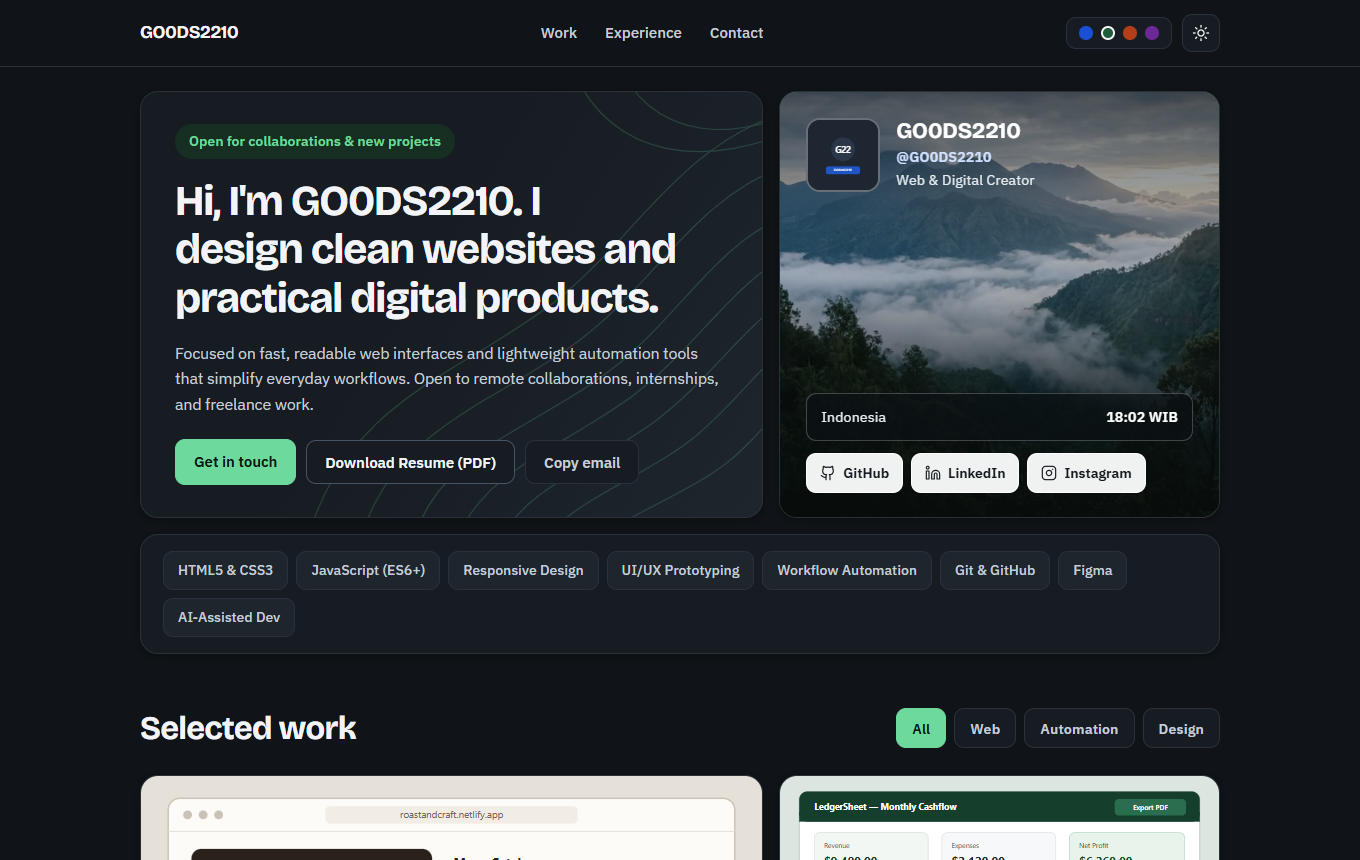 GO0DS2210
Work
Experience
Contact
Open for collaborations & new projects
Hi, I'm GO0DS2210. I
design clean websites and
practical digital products.
Focused on fast, readable web interfaces and lightweight automation tools
that simplify everyday workflows. Open to remote collaborations, internships,
and freelance work.
Get in touch
Download Resume (PDF)
Copy email
G22
GO0DS2210
@GO0DS2210
Web & Digital Creator
Indonesia
18:02 WIB
GitHub
LinkedIn
Instagram
HTML5 & CSS3
JavaScript (ES6+)
Responsive Design
UI/UX Prototyping
Workflow Automation
Git & GitHub
Figma
AI-Assisted Dev
Selected work
All
Web
Automation
Design
roastandcraft.netlify.app
LedgerSheet — Monthly Cashflow
Export PDF
Revenue
Expenses
Net Profit